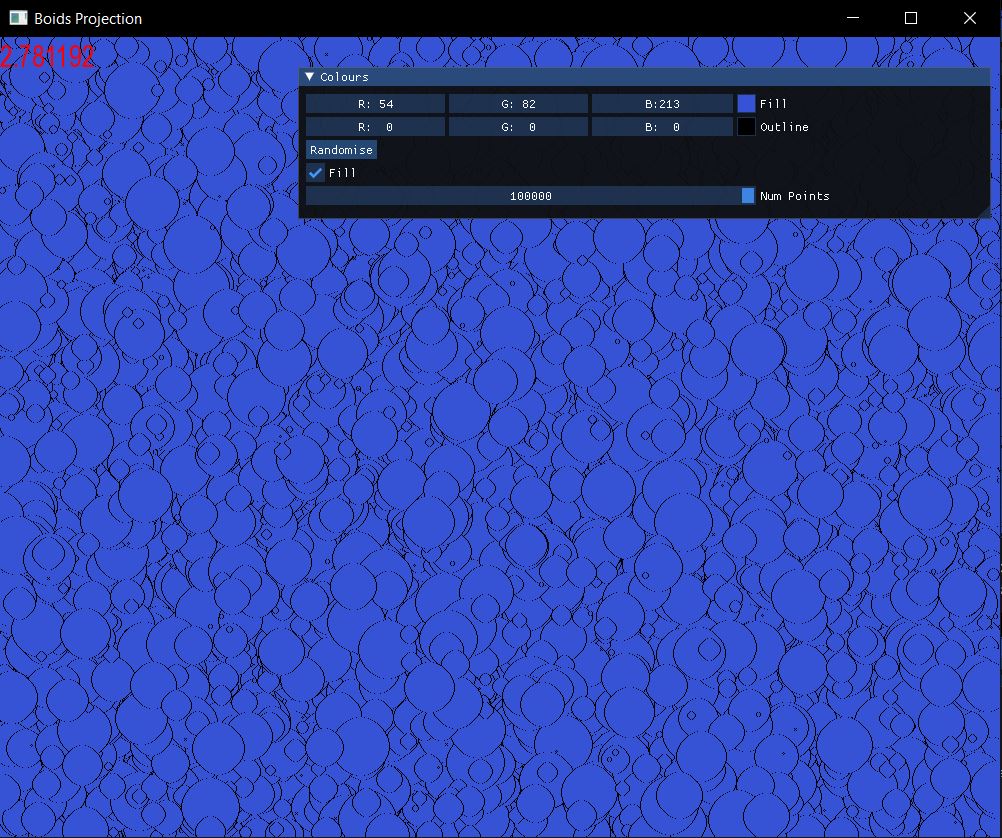 Boids Projection
2.781192
Colours
R: 54 G: 82 B:213 Fill
R: 0 G: 0 B: 0 Outline
Randomise
Fill
100000 Num Points